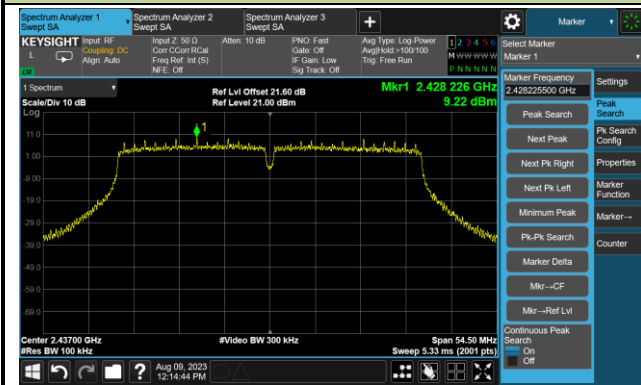 Spectrum Analyzer 1
Swept SA
Spectrum Analyzer 2
Swept SA
Spectrum Analyzer 3
Swept SA
+
Marker
KEYSIGHT
L
Input: RF
Coupling: DC
Align: Auto
Input Z: 50 Ω
Corr CCorr RCal
Freq Ref: Int (S)
NFE: Off
Atten: 10 dB
PNO: Fast
Gate: Off
IF Gain: Low
Sig Track: Off
Avg Type: Log-Power
Avg|Hold:>100/100
Trig: Free Run
1 2 3 4 5 6
M W W W W W
P N N N N N
Select Marker
Marker 1
1 Spectrum
Scale/Div 10 dB
Log
Ref Lvl Offset 21.60 dB
Ref Level 21.00 dBm
Mkr1 2.428 226 GHz
9.22 dBm
1
11.0
1.00
-9.00
-19.0
-29.0
-39.0
-49.0
-59.0
-69.0
Center 2.43700 GHz
#Res BW 100 kHz
#Video BW 300 kHz
Span 54.50 MHz
Sweep 5.33 ms (2001 pts)
Marker Frequency
2.428225500 GHz
Peak Search
Next Peak
Next Pk Right
Next Pk Left
Minimum Peak
Pk-Pk Search
Marker Delta
Mkr→CF
Mkr→Ref Lvl
Continuous Peak
Search
On
Off
Settings
Peak
Search
Pk Search
Config
Properties
Marker
Function
Marker→
Counter
?
Aug 09, 2023
12:14:44 PM